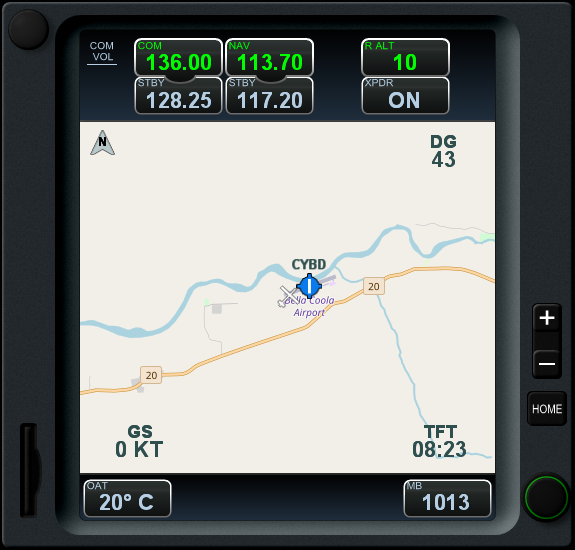 COM VOL
COM
136.00
NAV
113.70
R ALT
10
STBY
128.25
STBY
117.20
XPDR
ON
N
DG
43
CYBD
20
Bella Coola
Airport
20
GS
0 KT
TFT
08:23
OAT
20° C
MB
1013
+
−
HOME